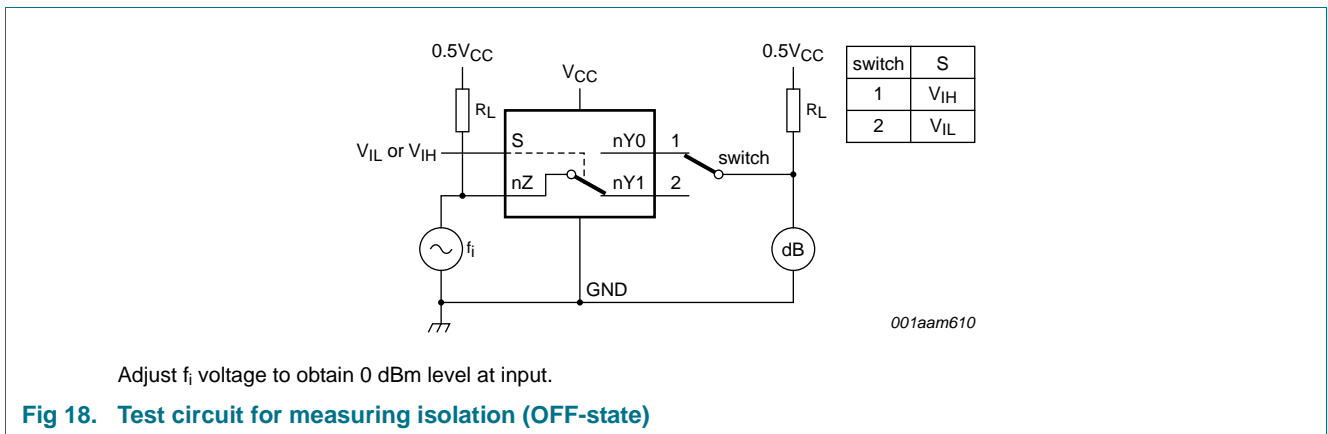 0.5VCC
VCC
0.5VCC
switch S
1 VIH
2 VIL
RL
RL
VIL or VIH
S
nY0
1
switch
nZ
nY1
2
fi
dB
GND
001aam610
Adjust fi voltage to obtain 0 dBm level at input.
Fig 18. Test circuit for measuring isolation (OFF-state)